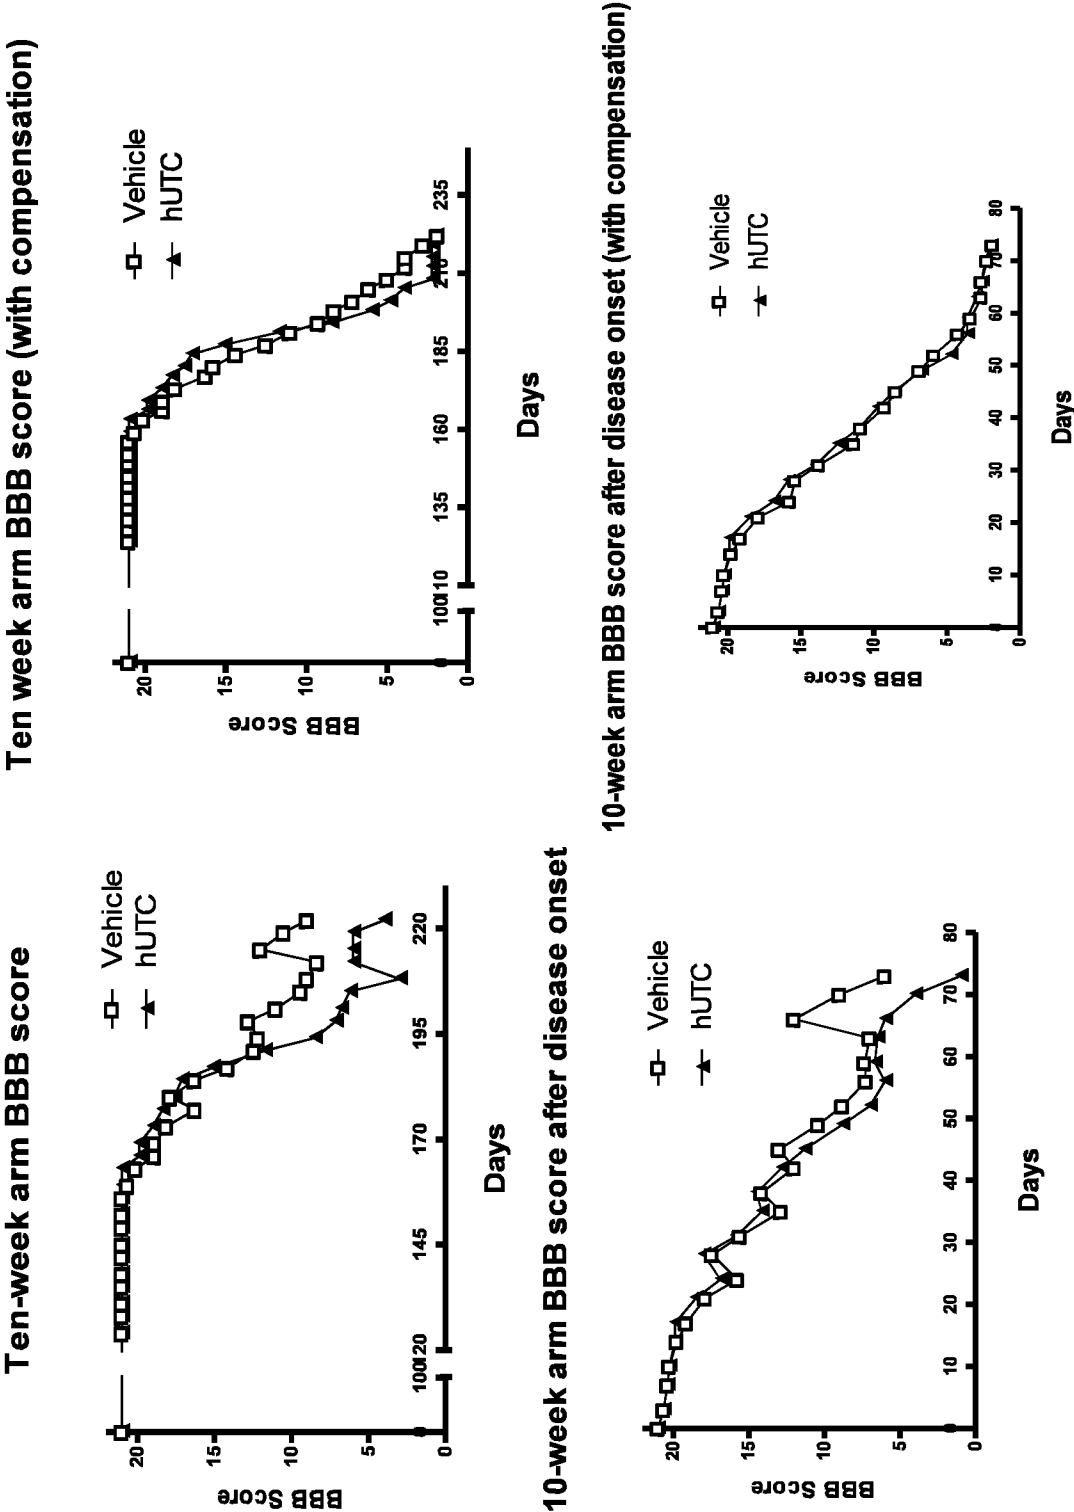 Ten-week arm BBB score
Vehicle
hUTC
BBB Score
20
15
10
5
0
0
100
120
145
170
195
220
Days
Ten week arm BBB score (with compensation)
Vehicle
hUTC
BBB Score
20
15
10
5
0
0
100
110
135
160
185
210
235
Days
10-week arm BBB score after disease onset
Vehicle
hUTC
BBB Score
20
15
10
5
0
0
10
20
30
40
50
60
70
80
Days
10-week arm BBB score after disease onset (with compensation)
Vehicle
hUTC
BBB Score
20
15
10
5
0
0
10
20
30
40
50
60
70
80
Days